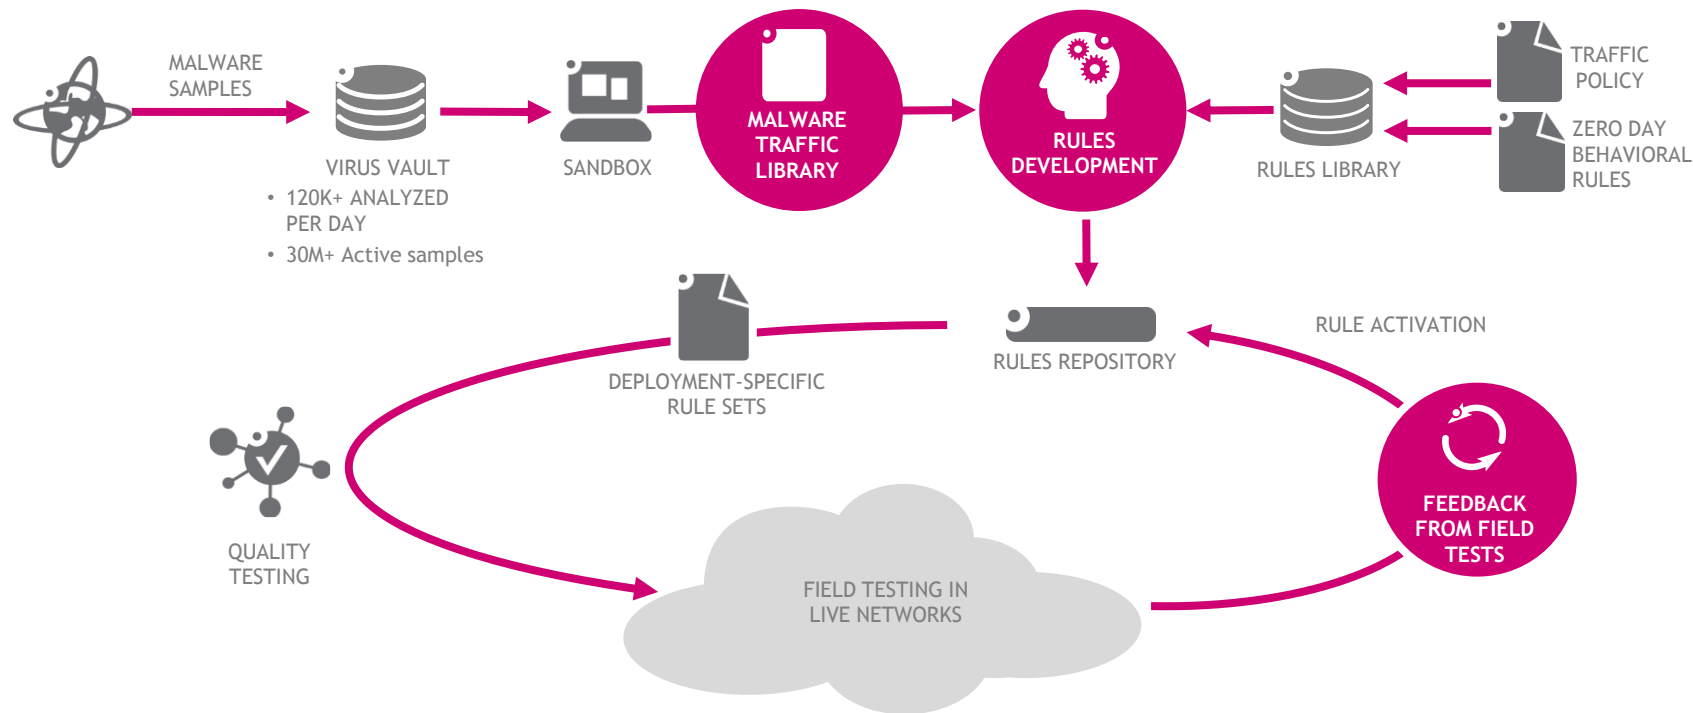 MALWARE
SAMPLES
VIRUS VAULT
• 120K+ ANALYZED
PER DAY
• 30M+ Active samples
SANDBOX
MALWARE
TRAFFIC
LIBRARY
RULES
DEVELOPMENT
RULES LIBRARY
TRAFFIC
POLICY
ZERO DAY
BEHAVIORAL
RULES
RULES REPOSITORY
RULE ACTIVATION
DEPLOYMENT-SPECIFIC
RULE SETS
QUALITY
TESTING
FIELD TESTING IN
LIVE NETWORKS
FEEDBACK
FROM FIELD
TESTS